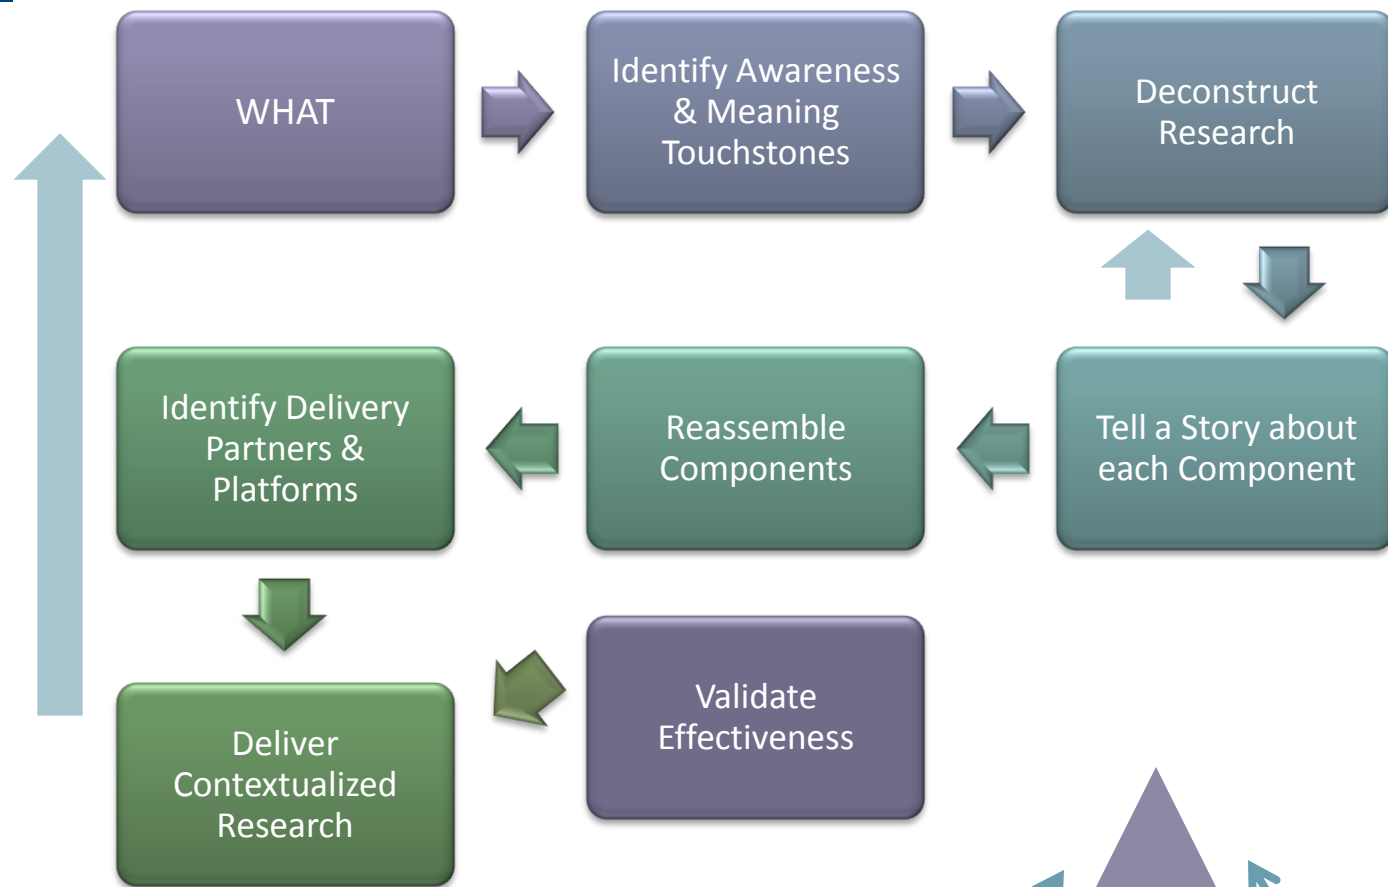 WHAT
Identify Awareness
& Meaning
Touchstones
Deconstruct
Research
Tell a Story about
each Component
Reassemble
Components
Identify Delivery
Partners &
Platforms
Deliver
Contextualized
Research
Validate
Effectiveness